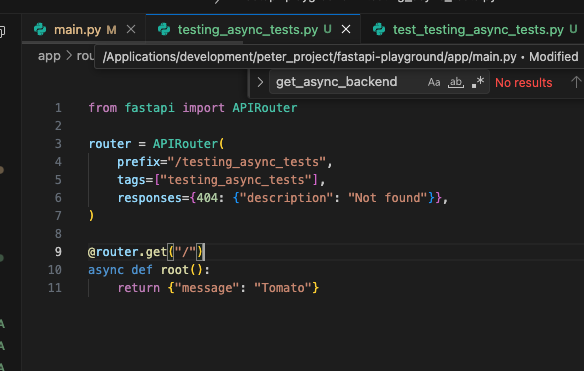 main.py M
testing_async_tests.py U
test_testing_async_tests.py U
app > rou
/Applications/development/peter_project/fastapi-playground/app/main.py • Modified
get_async_backend
Aa ab .*
No results
1 from fastapi import APIRouter
2
3 router = APIRouter(
4     prefix="/testing_async_tests",
5     tags=["testing_async_tests"],
6     responses={404: {"description": "Not found"}},
7 )
8
9 @router.get("/")
10 async def root():
11     return {"message": "Tomato"}
A
A
A